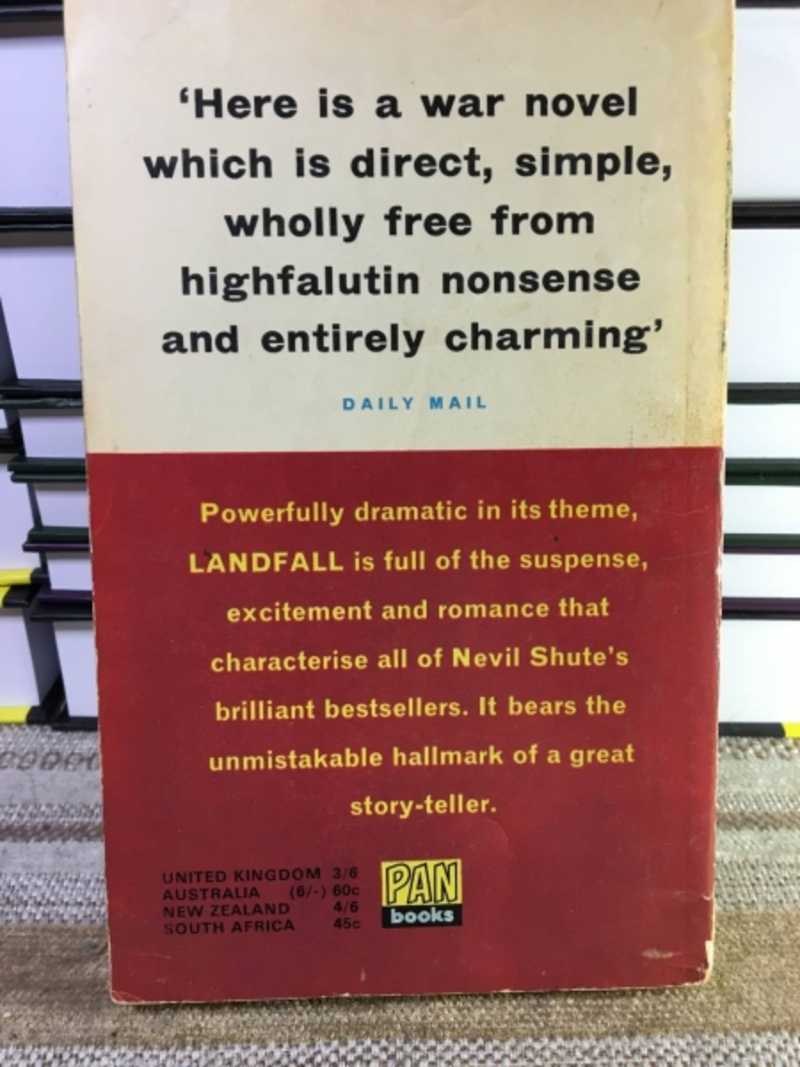 ‘Here is a war novel
which is direct, simple,
wholly free from
highfalutin nonsense
and entirely charming’
DAILY MAIL
Powerfully dramatic in its theme,
LANDFALL is full of the suspense,
excitement and romance that
characterise all of Nevil Shute's
brilliant bestsellers. It bears the
unmistakable hallmark of a great
story-teller.
UNITED KINGDOM 3/6
AUSTRALIA (6/-) 60c
NEW ZEALAND 4/6
SOUTH AFRICA 45c
PAN
books